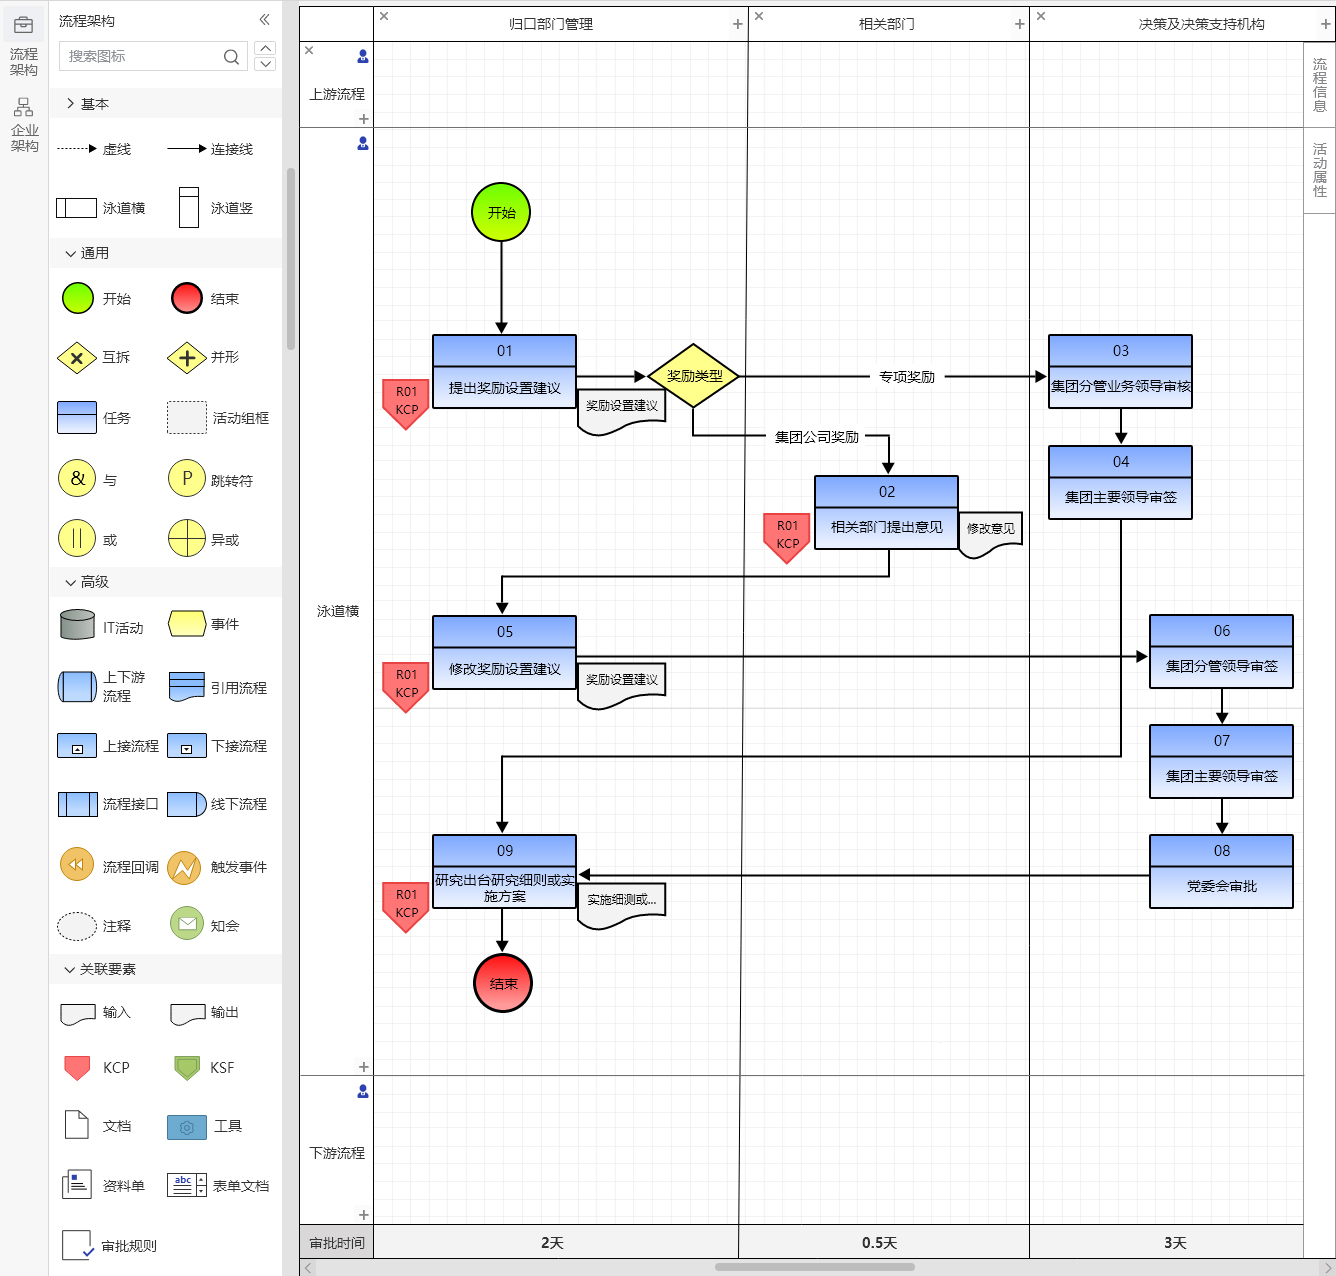 流程
架构
企业
架构
流程架构
搜索图标
基本
虚线
连接线
泳道横
泳道竖
通用
开始
结束
互拆
并形
任务
活动组框
&
与
P
跳转符
或
异或
高级
IT活动
事件
上下游
流程
引用流程
上接流程
下接流程
流程接口
线下流程
流程回调
触发事件
注释
知会
关联要素
输入
输出
KCP
KSF
文档
工具
资料单
abc
表单文档
审批规则
归口部门管理
相关部门
决策及决策支持机构
流程信息
活动属性
上游流程
泳道横
开始
01
提出奖励设置建议
R01
KCP
奖励设置建议
奖励类型
专项奖励
集团公司奖励
03
集团分管业务领导审核
04
集团主要领导审签
02
相关部门提出意见
R01
KCP
修改意见
05
修改奖励设置建议
R01
KCP
奖励设置建议
06
集团分管领导审签
07
集团主要领导审签
08
党委会审批
09
研究出台研究细则或实
施方案
R01
KCP
实施细测或...
结束
下游流程
审批时间
2天
0.5天
3天